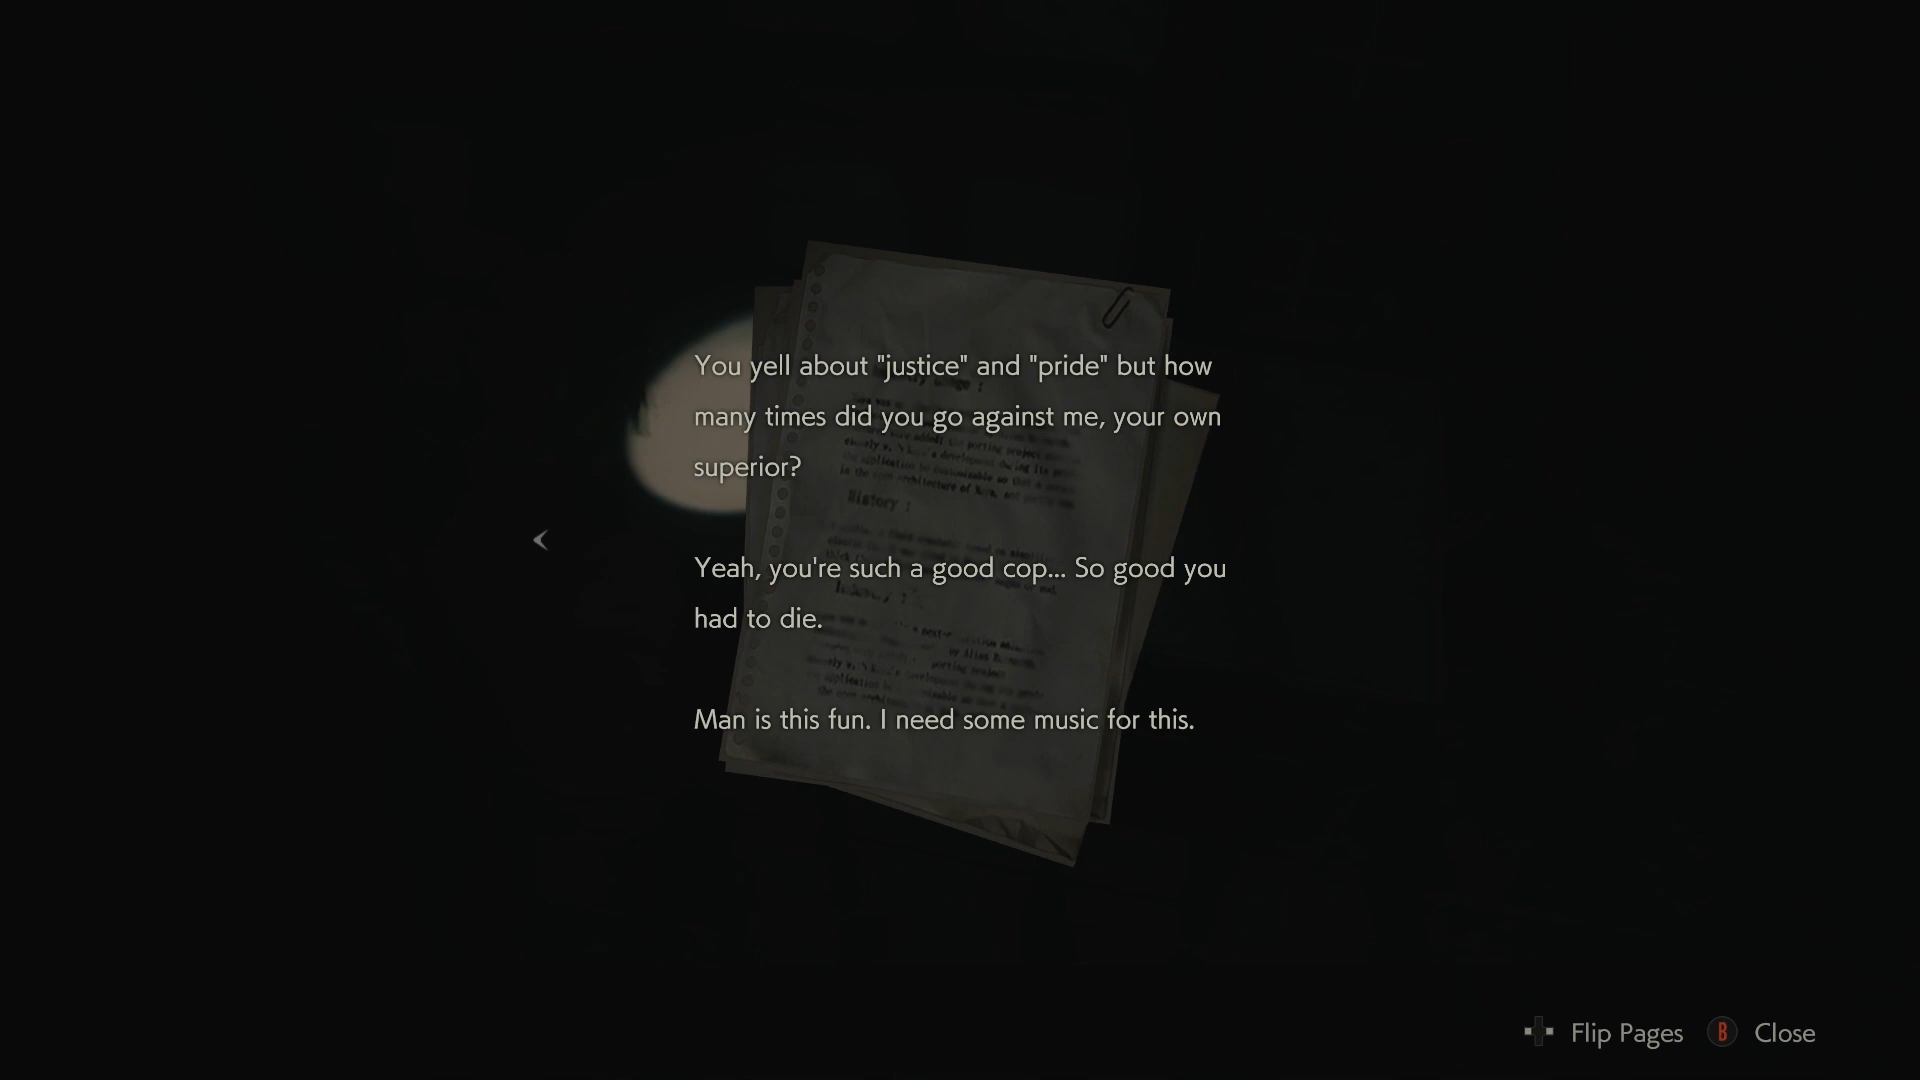 You yell about "justice" and "pride" but how
many times did you go against me, your own
superior?
Yeah, you're such a good cop... So good you
had to die.
Man is this fun. I need some music for this.
History :
Flip Pages B Close